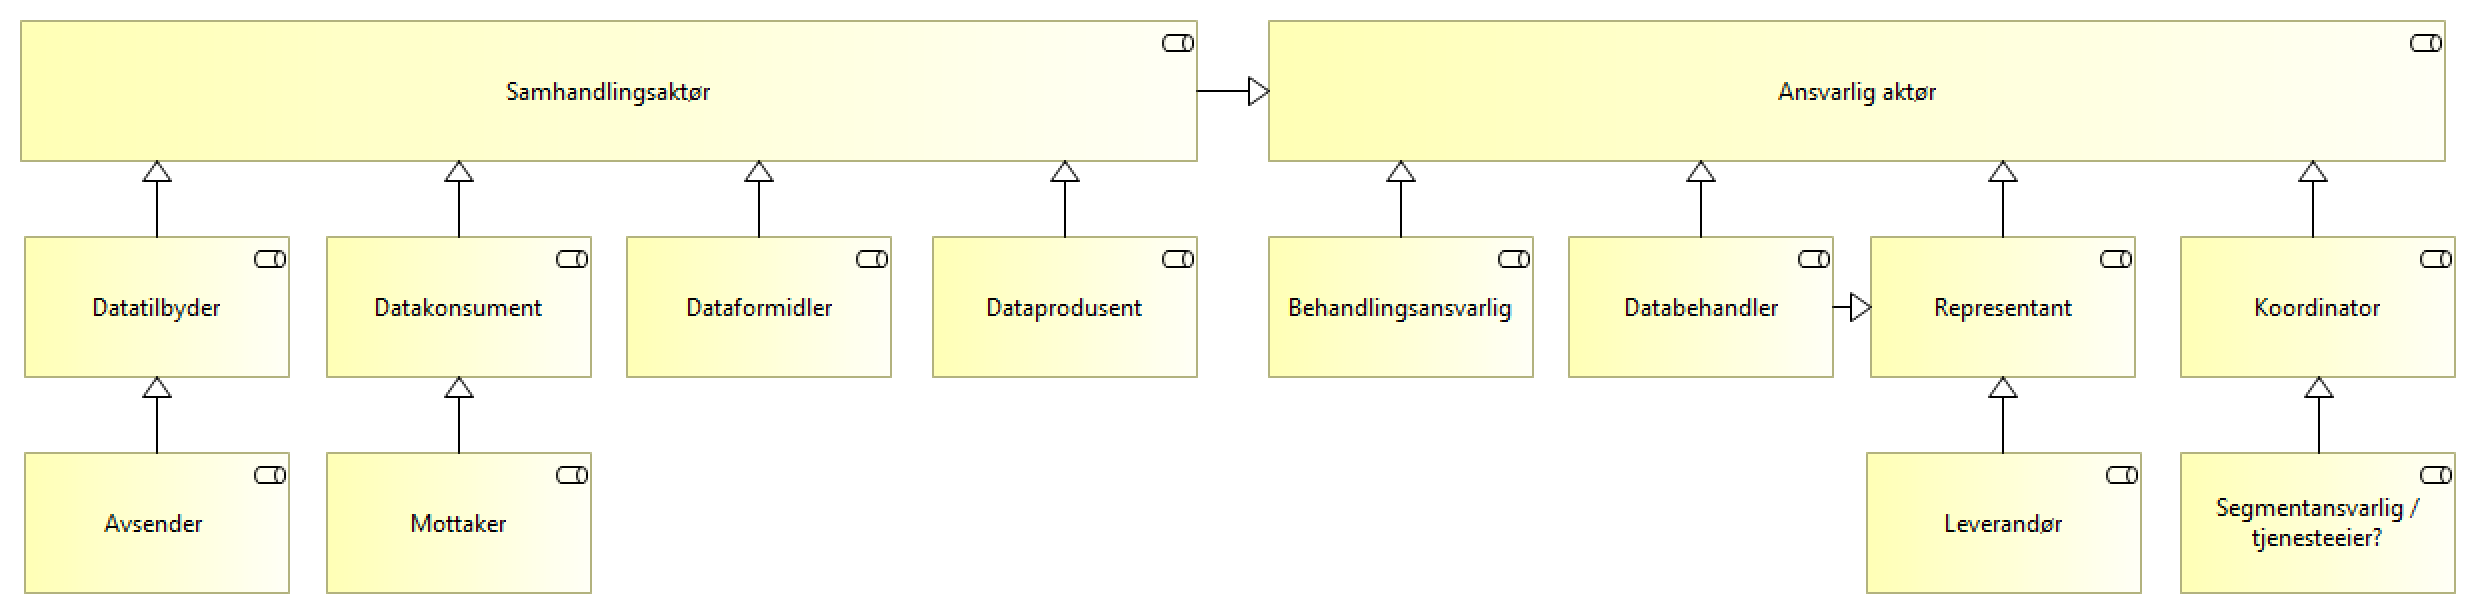 Samhandlingsaktør
Ansvarlig aktør
Datatilbyder
Datakonsument
Dataformidler
Dataprodusent
Behandlingsansvarlig
Databehandler
Representant
Koordinator
Avsender
Mottaker
Leverandør
Segmentansvarlig /
tjenesteeier?